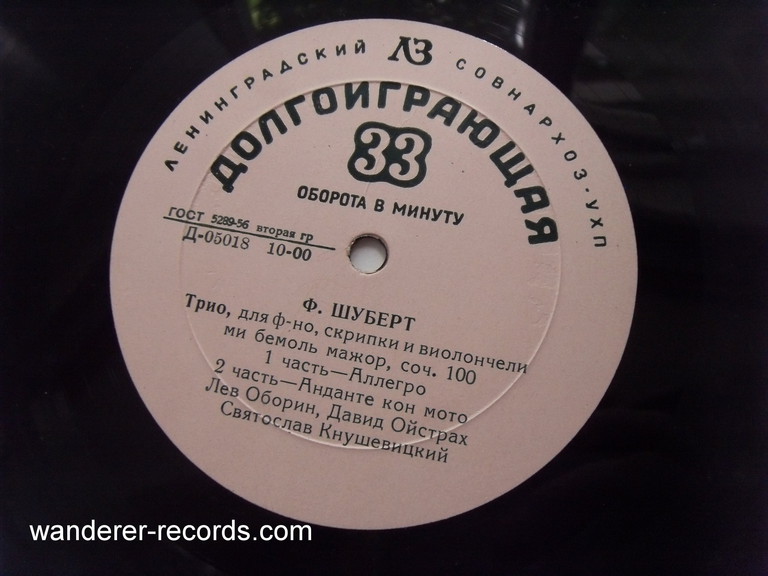 ЛЕНИНГРАДСКИЙ ЛЗ СОВНАРХОЗ·УХП
ДОЛГОИГРАЮЩАЯ
33
ОБОРОТА В МИНУТУ
ГОСТ 5289-56 вторая гр
Д-05018 10-00
Ф. ШУБЕРТ
Трио, для ф-но, скрипки и виолончели
ми бемоль мажор, соч. 100
1 часть—Аллегро
2 часть—Анданте кон мото
Лев Оборин, Давид Ойстрах
Святослав Кнушевицкий
wanderer-records.com